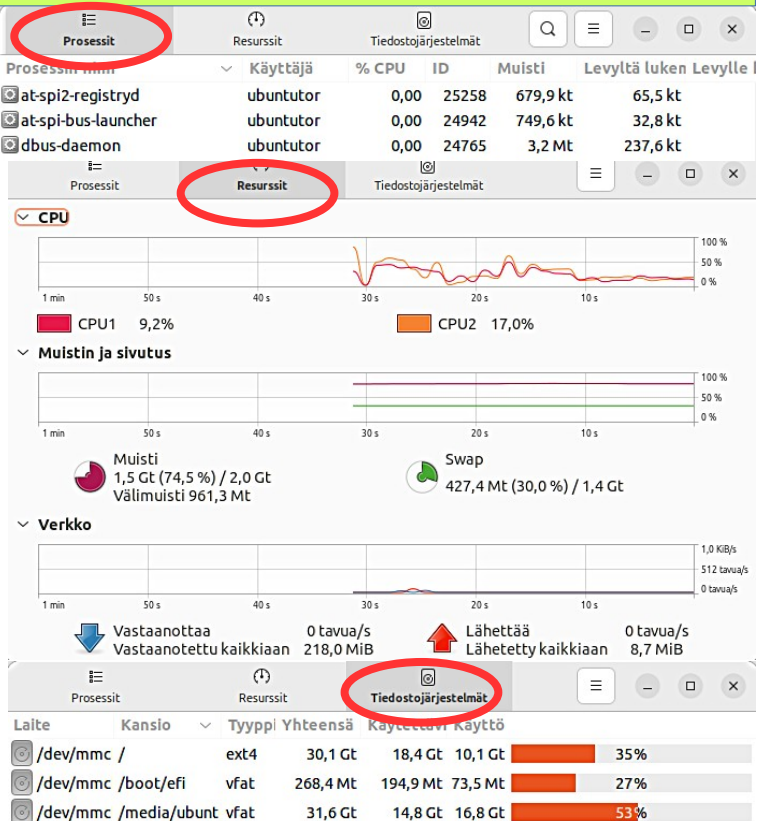 Prosessit Resurssit Tiedostojärjestelmät
Prosessin nimi Käyttäjä % CPU ID Muisti Levyltä luken Levylle l
at-spi2-registryd ubuntutor 0,00 25258 679,9 kt 65,5 kt
at-spi-bus-launcher ubuntutor 0,00 24942 749,6 kt 32,8 kt
dbus-daemon ubuntutor 0,00 24765 3,2 Mt 237,6 kt
Prosessit Resurssit Tiedostojärjestelmät
CPU
100 %
50 %
0 %
1 min 50 s 40 s 30 s 20 s 10 s
CPU1 9,2% CPU2 17,0%
Muistin ja sivutus
100 %
50 %
0 %
1 min 50 s 40 s 30 s 20 s 10 s
Muisti Swap
1,5 Gt (74,5 %) / 2,0 Gt 427,4 Mt (30,0 %) / 1,4 Gt
Välimuisti 961,3 Mt
Verkko
1,0 KiB/s
512 tavua/s
0 tavua/s
1 min 50 s 40 s 30 s 20 s 10 s
Vastaanottaa 0 tavua/s Lähettää 0 tavua/s
Vastaanotettu kaikkiaan 218,0 MiB Lähetetty kaikkiaan 8,7 MiB
Prosessit Resurssit Tiedostojärjestelmät
Laite Kansio Tyyppi Yhteensä Käytettävi Käyttö
/dev/mmc / ext4 30,1 Gt 18,4 Gt 10,1 Gt 35%
/dev/mmc /boot/efi vfat 268,4 Mt 194,9 Mt 73,5 Mt 27%
/dev/mmc /media/ubunt vfat 31,6 Gt 14,8 Gt 16,8 Gt 53%